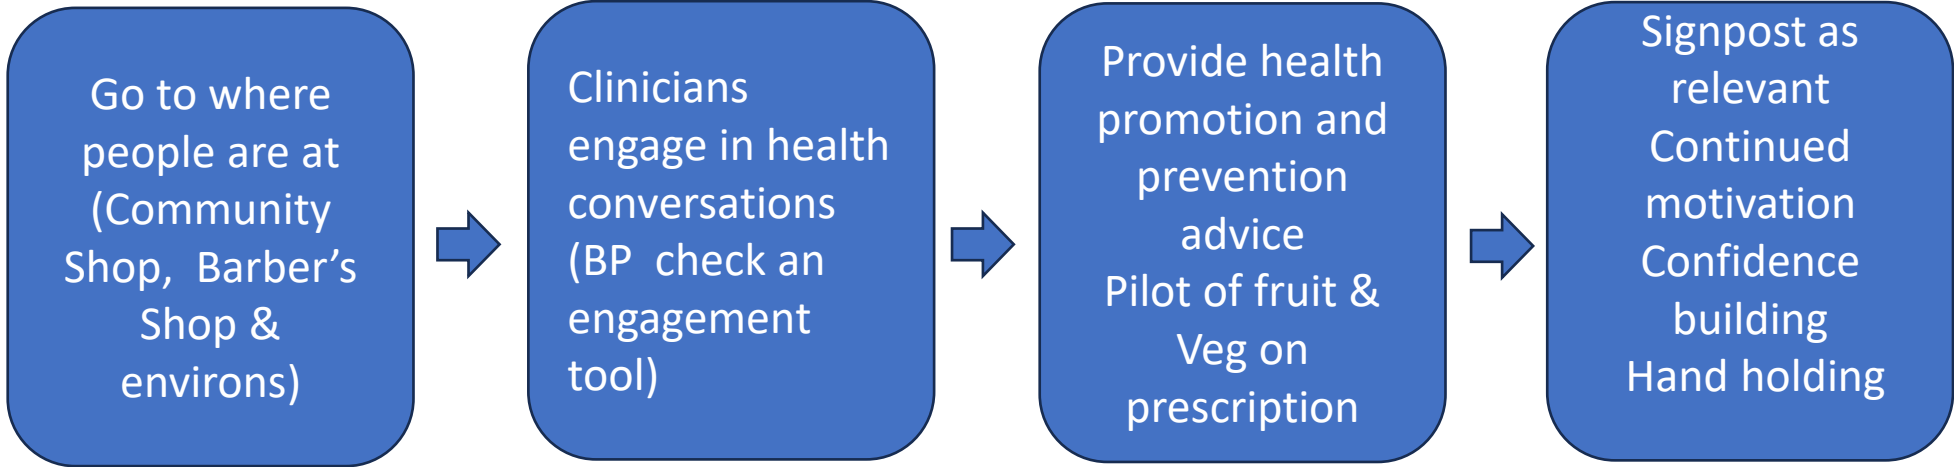 Go to where
people are at
(Community
Shop,  Barber’s
Shop &
environs)
Clinicians
engage in health
conversations
(BP  check an
engagement
tool)
Provide health
promotion and
prevention
advice
Pilot of fruit &
Veg on
prescription
Signpost as
relevant
Continued
motivation
Confidence
building
Hand holding